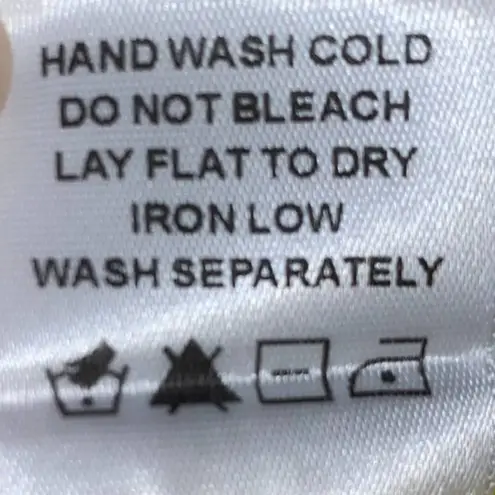 HAND WASH COLD
DO NOT BLEACH
LAY FLAT TO DRY
IRON LOW
WASH SEPARATELY